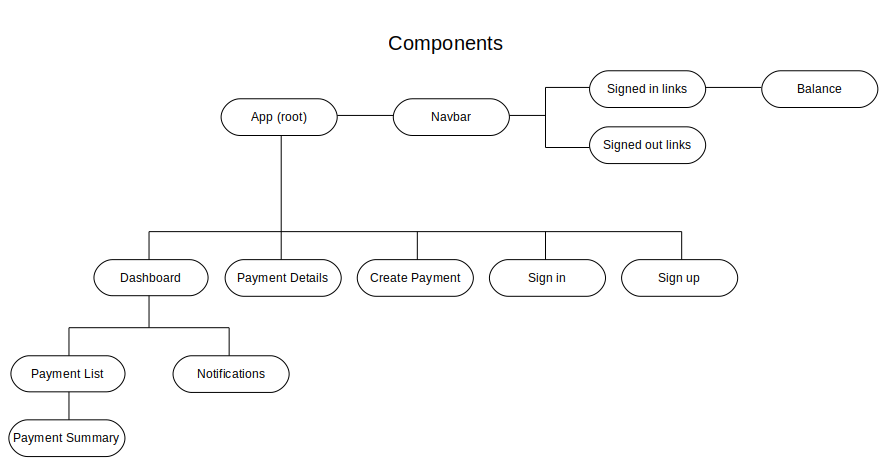 Components
Signed in links
Balance
App (root)
Navbar
Signed out links
Dashboard
Payment Details
Create Payment
Sign in
Sign up
Payment List
Notifications
Payment Summary